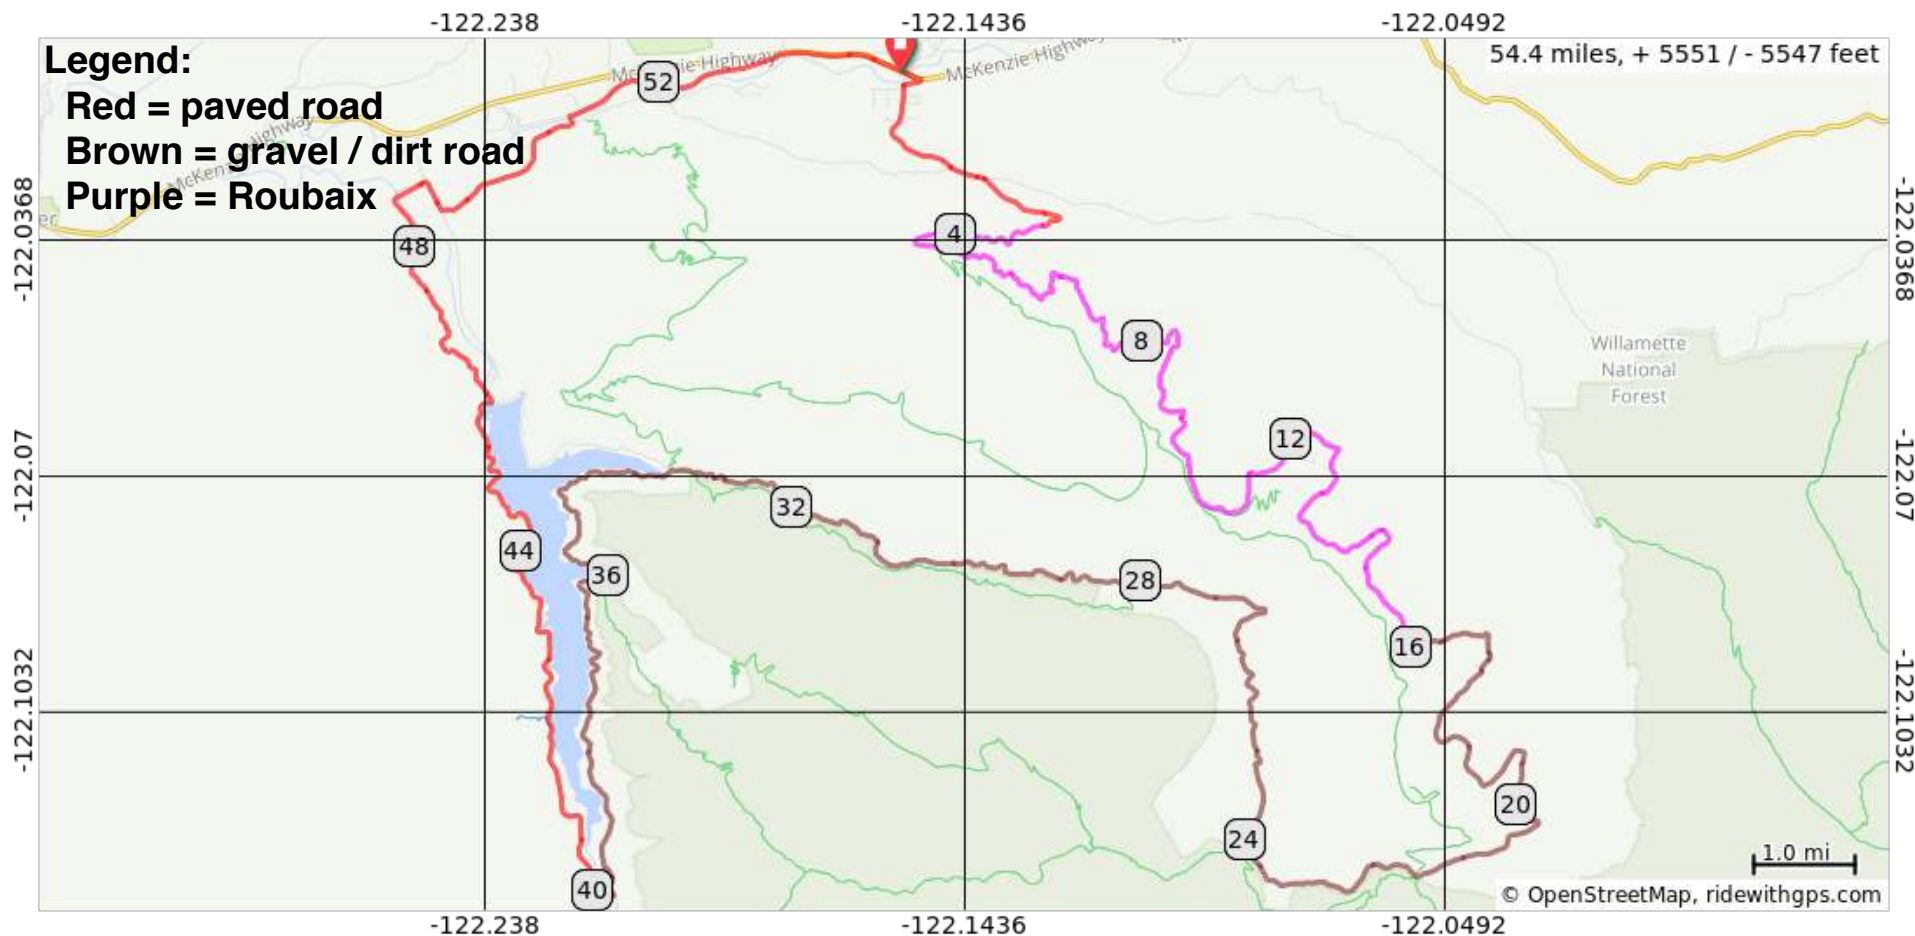 -122.238
-122.1436
-122.0492
Legend:
Red = paved road
Brown = gravel / dirt road
Purple = Roubaix
McKenzie Highway
McKenzie Highway
54.4 miles, + 5551 / - 5547 feet
52
McKenzie Highway
-122.0368
-122.0368
48
4
8
Willamette
National
Forest
12
-122.07
-122.07
32
44
36
28
16
-122.1032
-122.1032
20
24
1.0 mi
40
© OpenStreetMap, ridewithgps.com
-122.238
-122.1436
-122.0492